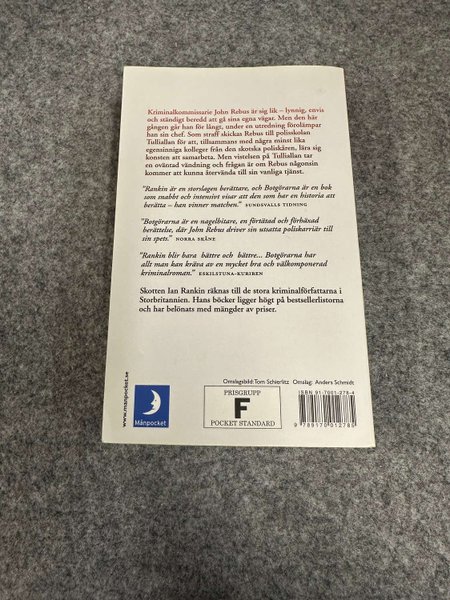 Kriminalkommissarie John Rebus är sig lik – lynnig, envis
och ständigt beredd att gå sina egna vägar. Men den här
gången går han för långt, under en utredning förolämpar
han sin chef. Som straff skickas Rebus till polisskolan
Tulliallan för att, tillsammans med några minst lika
egensinniga kolleger från den skotska poliskåren, lära sig
konsten att samarbeta. Men vistelsen på Tulliallan tar
en oväntad vändning och frågan är om Rebus någonsin
kommer att kunna återvända till sin vanliga tjänst.
"Rankin är en storslagen berättare, och Botgörarna är en bok
som snabbt och intensivt visar att den som har en historia att
berätta – han vinner matchen." SUNDSVALLS TIDNING
"Botgörarna är en nagelbitare, en förtätad och förhäxad
berättelse, där John Rebus driver sin utsatta poliskarriär till
sin spets." NORRA SKÅNE
"Rankin blir bara bättre och bättre... Botgörarna har
allt man kan kräva av en mycket bra och välkomponerad
kriminalroman." ESKILSTUNA-KURIREN
Skotten Ian Rankin räknas till de stora kriminalförfattarna i
Storbritannien. Hans böcker ligger högt på bestsellerlistorna
och har belönats med mängder av priser.
Omslagsbild: Tom Schierlitz Omslag: Anders Schmidt
www.manpocket.se
Månpocket
PRISGRUPP
F
POCKET STANDARD
ISBN 91-7001-278-4
9 789170 012785